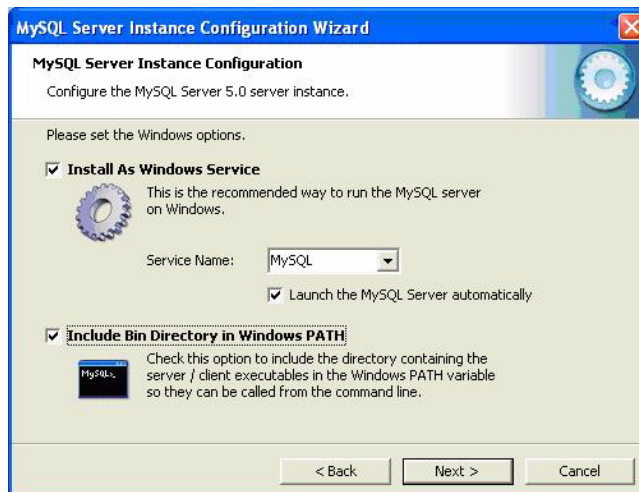 MySQL Server Instance Configuration Wizard
MySQL Server Instance Configuration
Configure the MySQL Server 5.0 server instance.
Please set the Windows options.
Install As Windows Service
This is the recommended way to run the MySQL server
on Windows.
Service Name: MySQL
Launch the MySQL Server automatically
Include Bin Directory in Windows PATH
MySQL>_
Check this option to include the directory containing the
server / client executables in the Windows PATH variable
so they can be called from the command line.
< Back Next > Cancel